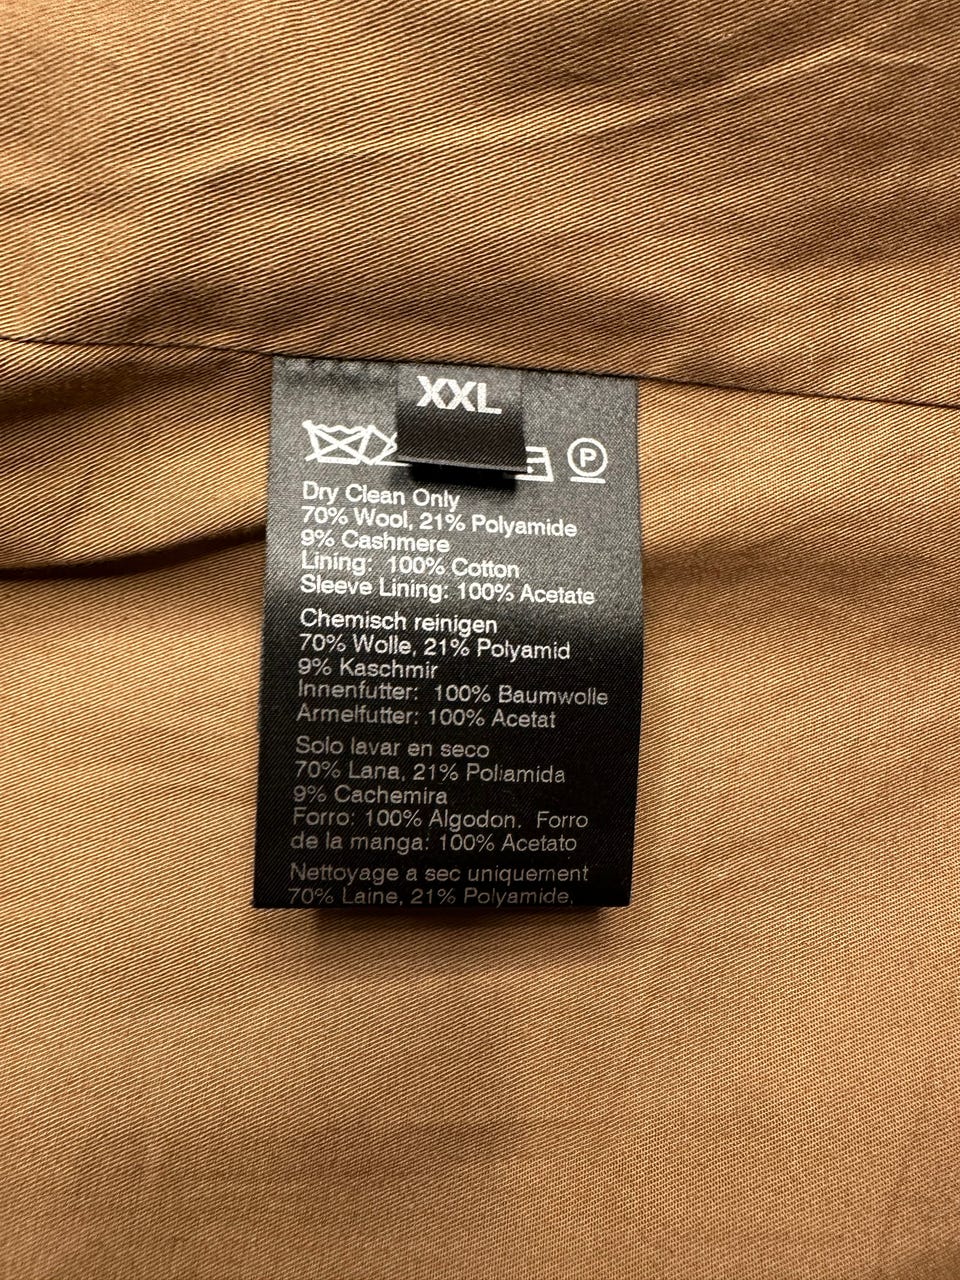 XXL
P
Dry Clean Only
70% Wool, 21% Polyamide
9% Cashmere
Lining: 100% Cotton
Sleeve Lining: 100% Acetate
Chemisch reinigen
70% Wolle, 21% Polyamid
9% Kaschmir
Innenfutter: 100% Baumwolle
Armelfutter: 100% Acetat
Solo lavar en seco
70% Lana, 21% Poliamida
9% Cachemira
Forro: 100% Algodon, Forro
de la manga: 100% Acetato
Nettoyage a sec uniquement
70% Laine, 21% Polyamide,